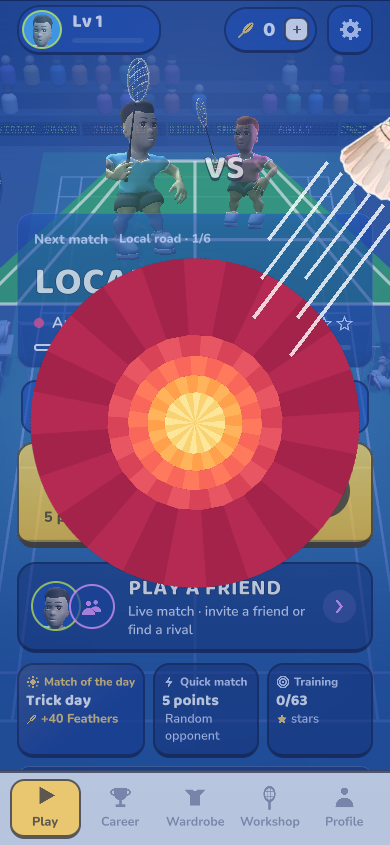 Lv 1
0
+
VS
Next match Local road · 1/6
5
PLAY A FRIEND
Live match · invite a friend or
find a rival
Match of the day
Trick day
+40 Feathers
Quick match
5 points
Random
opponent
Training
0/63
stars
Play
Career
Wardrobe
Workshop
Profile